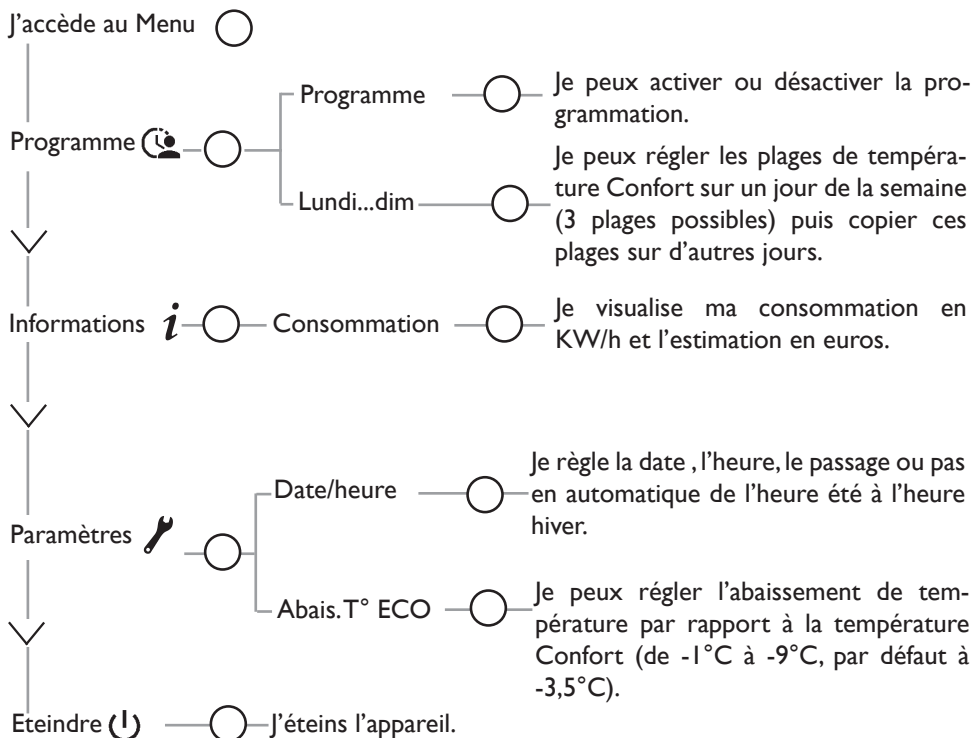 J'accède au Menu
Programme
Programme
Je peux activer ou désactiver la pro-
grammation.
Lundi...dim
Je peux régler les plages de tempéra-
ture Confort sur un jour de la semaine
(3 plages possibles) puis copier ces
plages sur d'autres jours.
Informations i
Consommation
Je visualise ma consommation en
KW/h et l'estimation en euros.
Paramètres
Date/heure
Je règle la date , l'heure, le passage ou pas
en automatique de l'heure été à l'heure
hiver.
Abais.T° ECO
Je peux régler l'abaissement de tem-
pérature par rapport à la température
Confort (de -1°C à -9°C, par défaut à
-3,5°C).
Eteindre
J'éteins l'appareil.